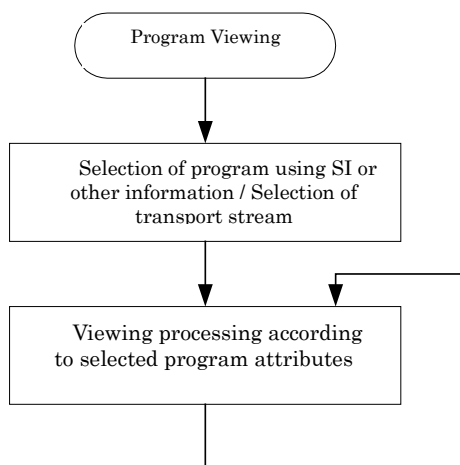 Program Viewing
Selection of program using SI or
other information / Selection of
transport stream
Viewing processing according
to selected program attributes